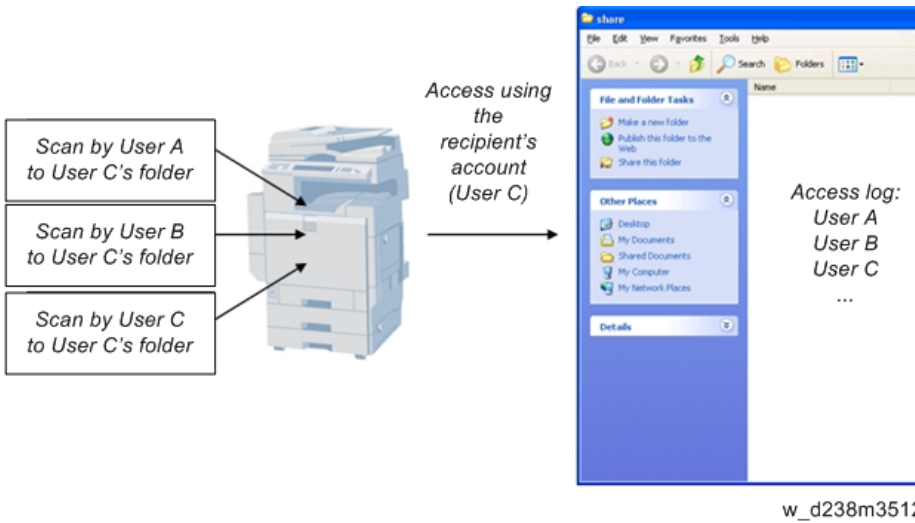 share
File Edit View Favorites Tools Help
Back Search Folders
Name
File and Folder Tasks
Make a new folder
Publish this folder to the
Web
Share this folder
Other Places
Desktop
My Documents
Shared Documents
My Computer
My Network Places
Details
Scan by User A
to User C's folder
Scan by User B
to User C's folder
Scan by User C
to User C's folder
Access using
the
recipient's
account
(User C)
Access log:
User A
User B
User C
...
w_d238m3512